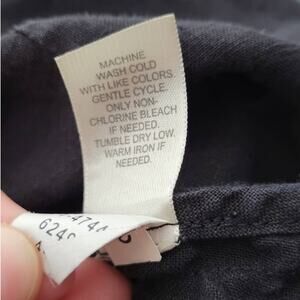 MACHINE
WASH COLD
WITH LIKE COLORS.
GENTLE CYCLE.
ONLY NON-
CHLORINE BLEACH
IF NEEDED.
TUMBLE DRY LOW.
WARM IRON IF
NEEDED.